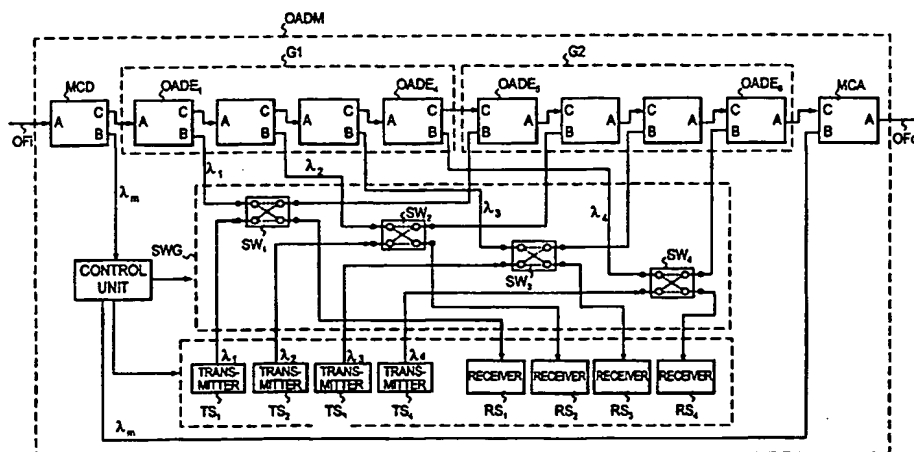 OADM
G1
G2
MCD OADE₁ OADE₄ OADE₅ OADE₈ MCA
A C B A C B A C B A C B A C B C B A C B A C B A C B A C B A
OFi OFo
λ₁ λ₂ λ₃ λ₄
λm
SW₁ SW₂ SW₃ SW₄
SWG
CONTROL UNIT
λ₁ λ₂ λ₃ λ₄
TRANS-MITTER TRANS-MITTER TRANS-MITTER TRANS-MITTER RECEIVER RECEIVER RECEIVER RECEIVER
TS₁ TS₂ TS₃ TS₄ RS₁ RS₂ RS₃ RS₄
λm